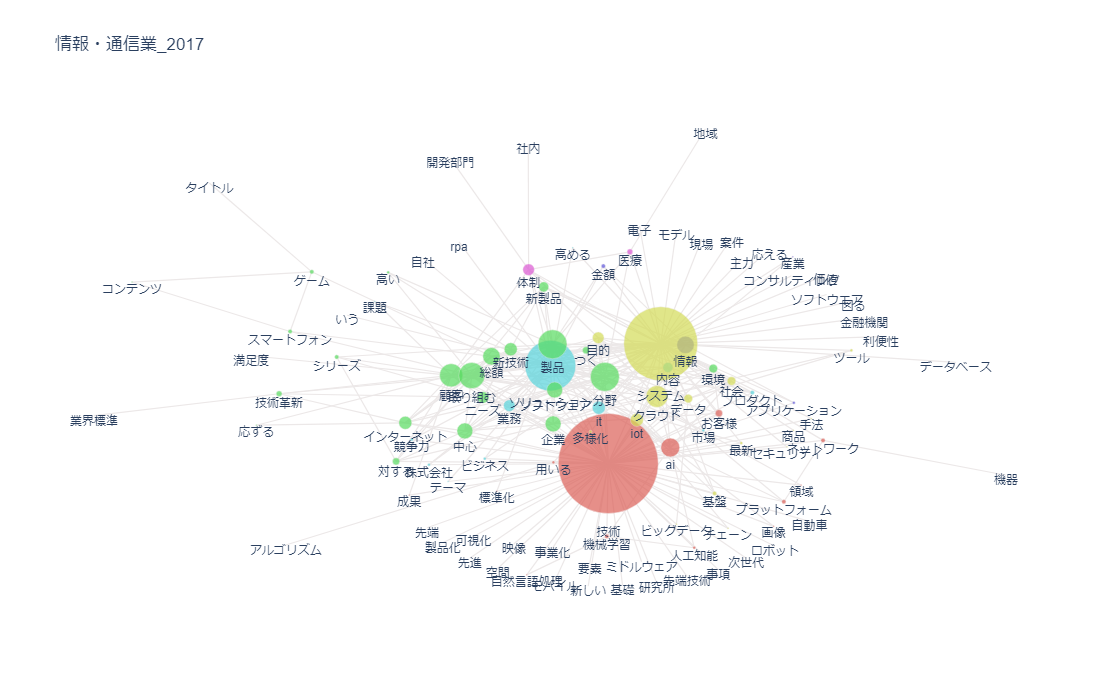 情報・通信業_2017
地域
社内
開発部門
タイトル
電子
モデル
現場
案件
rpa
高める
応える
医療
自社
主力
産業
金額
高い
体制
ゲーム
コンサルティング
価値
コンテンツ
新製品
ソフトウェア
図る
課題
いう
金融機関
スマートフォン
利便性
目的
つく
ツール
満足度
新技術
情報
シリーズ
製品
データベース
総額
内容
環境
顧客
取り組む
社会
システム
分野
プロダクト
技術革新
ソリューション
ソフトウェア
ニーズ
データ
アプリケーション
クラウド
業務
業界標準
it
お客様
手法
応ずる
iot
インターネット
企業
多様化
市場
商品
競争力
中心
最新
ネットワーク
セキュリティ
ai
ビジネス
対する
株式会社
用いる
機器
テーマ
領域
標準化
成果
基盤
プラットフォーム
自動車
先端
技術
ビッグデータ
チェーン
画像
可視化
製品化
映像
機械学習
アルゴリズム
事業化
ロボット
人工知能
先進
次世代
要素
ミドルウェア
空間
事項
自然言語処理
先端技術
モバイル
新しい
基礎
研究所